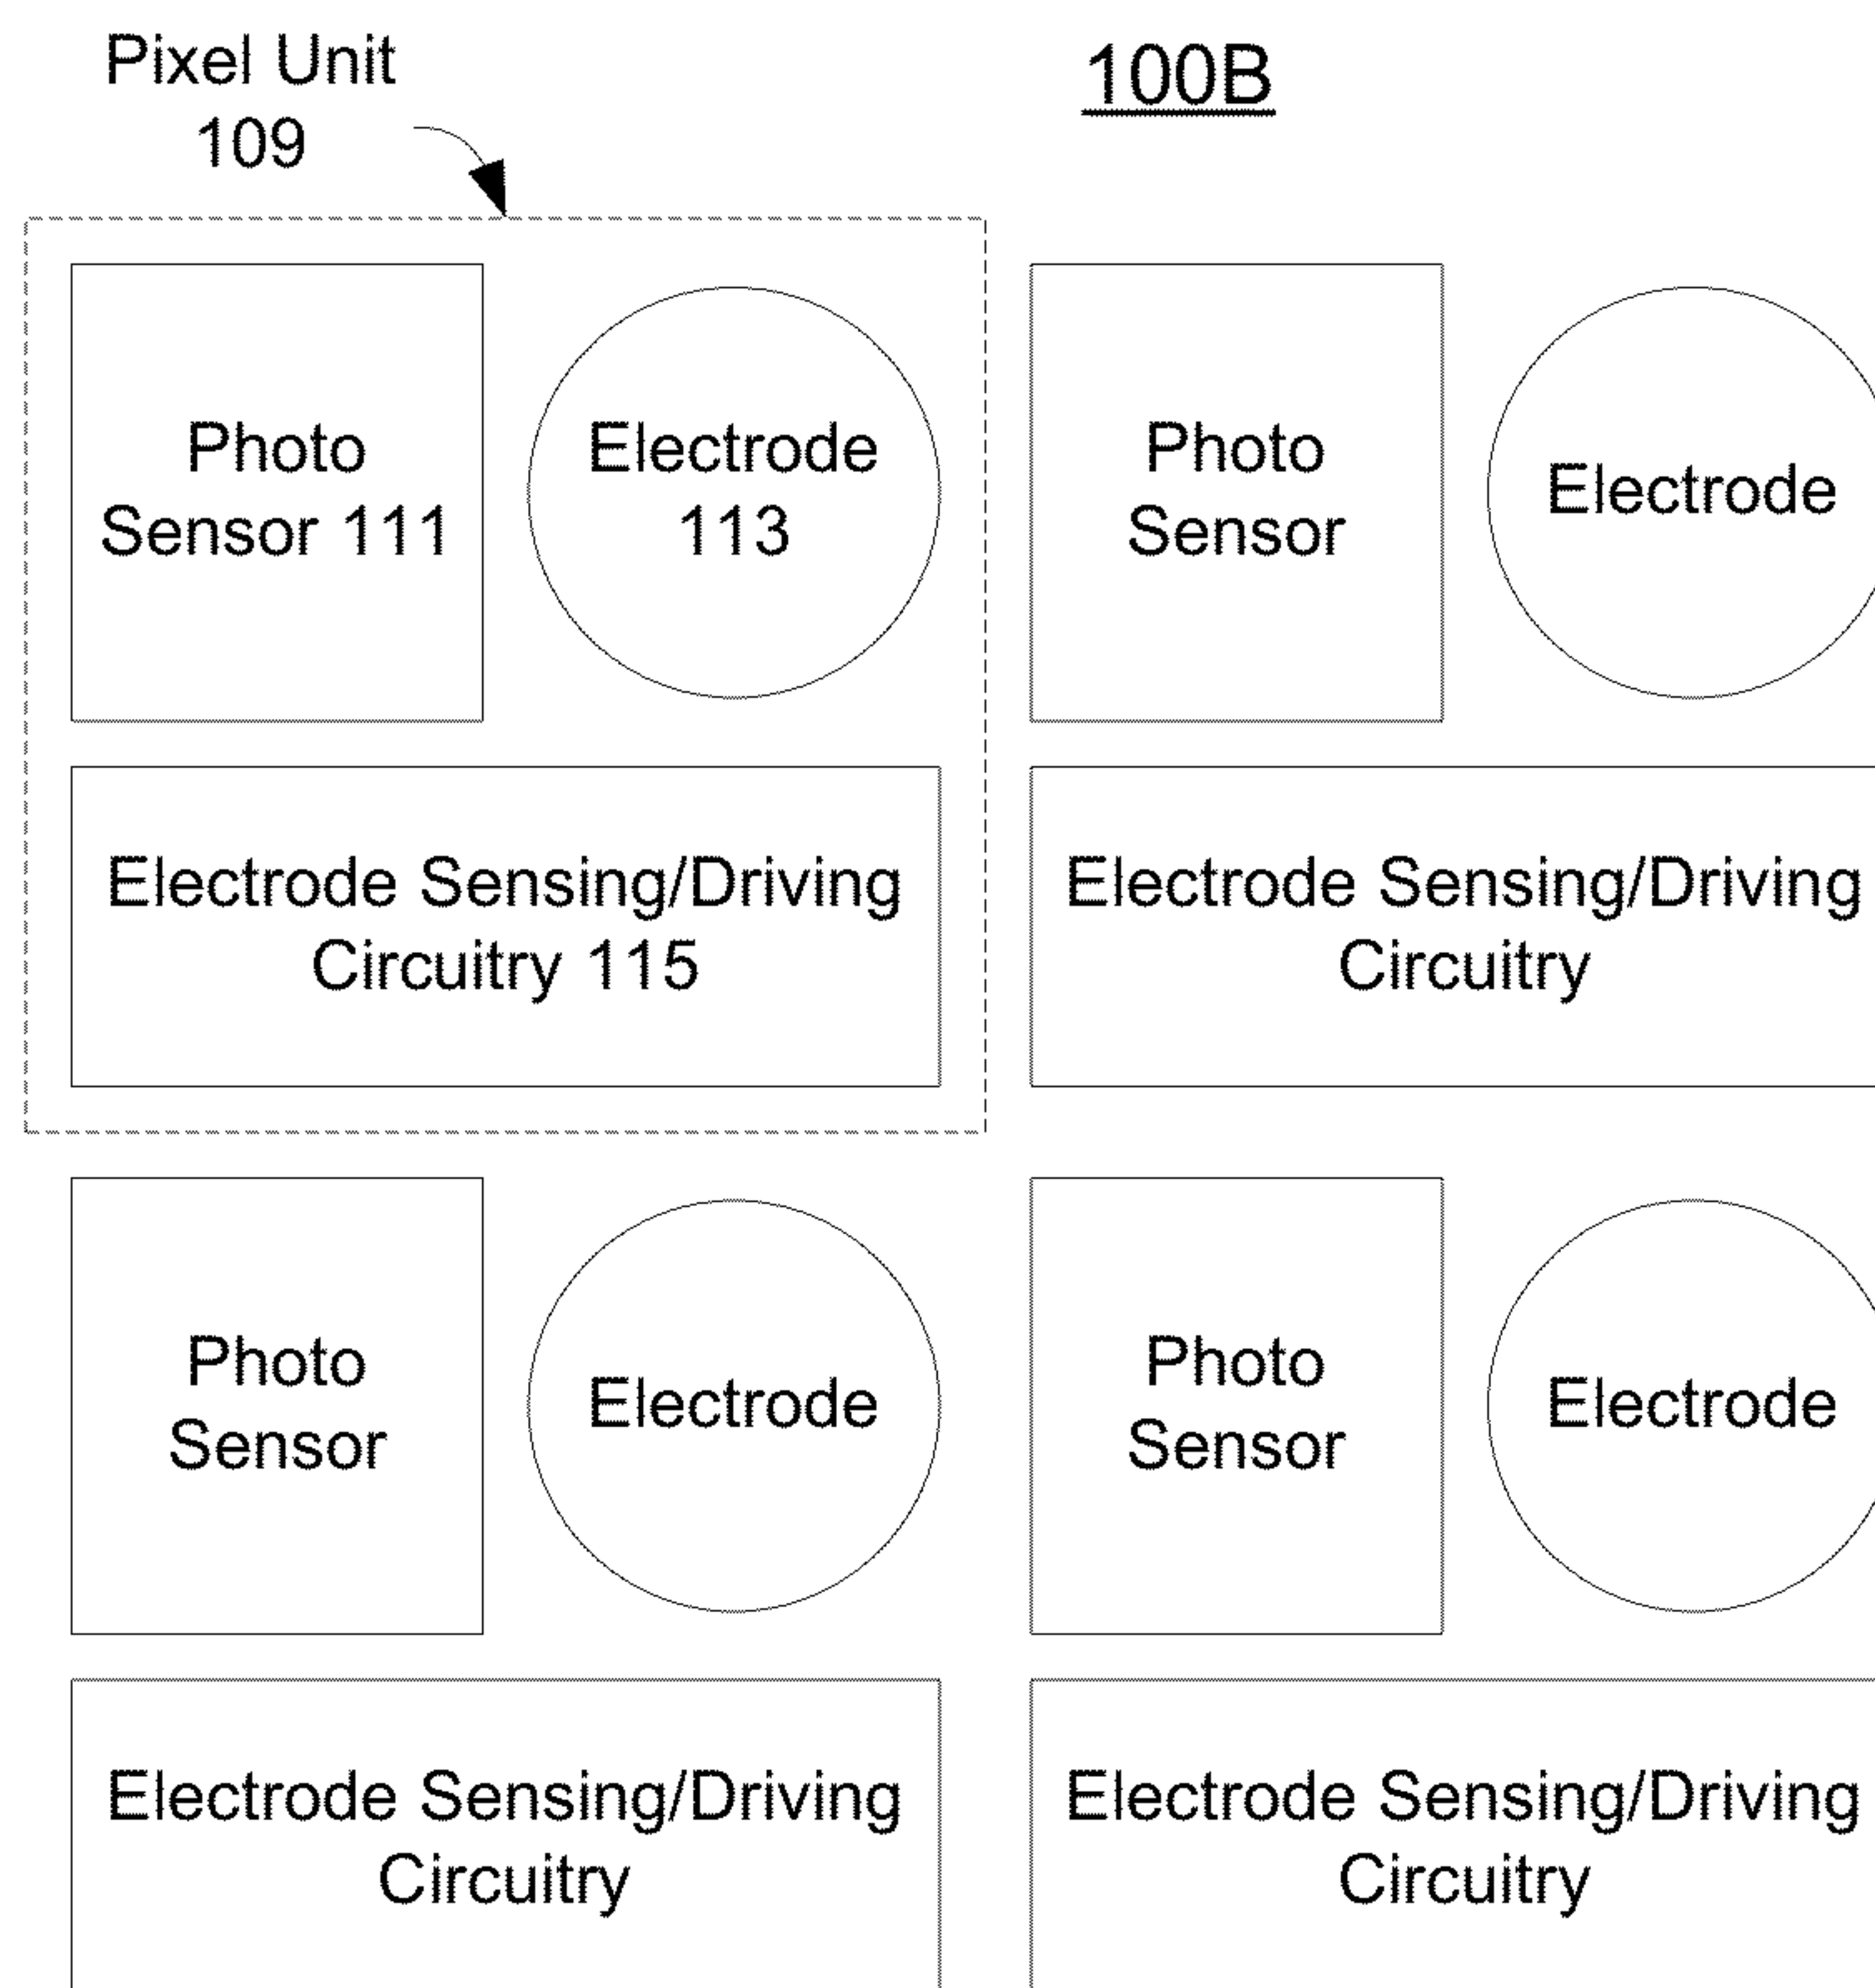 Pixel Unit
109
100B
Photo
Sensor 111
Electrode
113
Photo
Sensor
Electrode
Electrode Sensing/Driving
Circuitry 115
Electrode Sensing/Driving
Circuitry
Photo
Sensor
Electrode
Photo
Sensor
Electrode
Electrode Sensing/Driving
Circuitry
Electrode Sensing/Driving
Circuitry